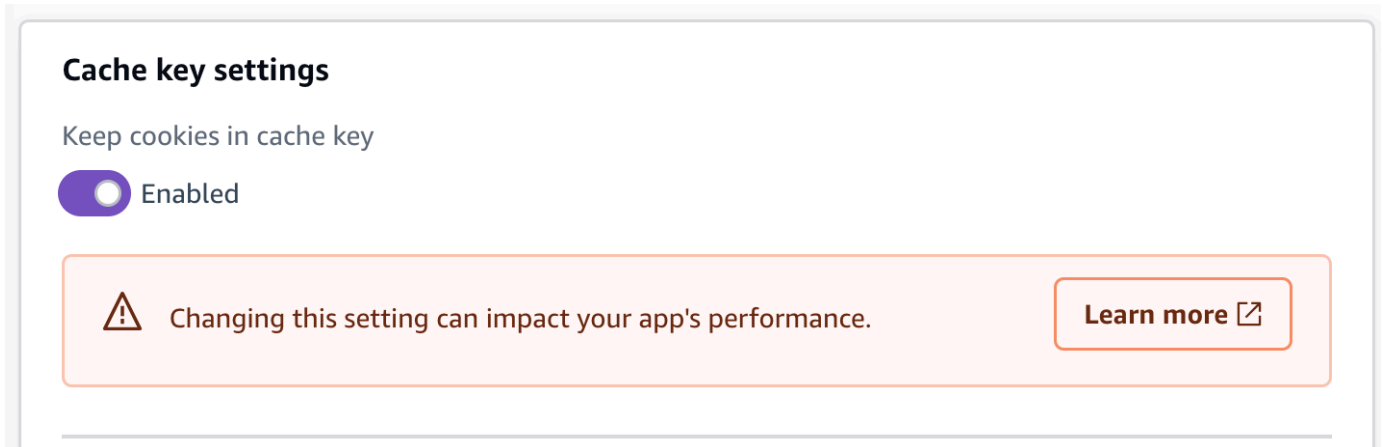 Cache key settings
Keep cookies in cache key
Enabled
Changing this setting can impact your app's performance.
Learn more